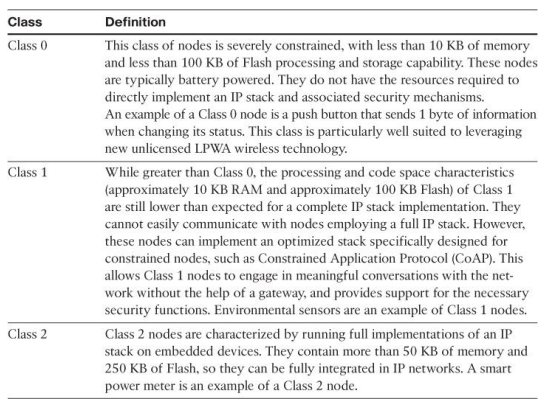 Class Definition
Class 0 This class of nodes is severely constrained, with less than 10 KB of memory
and less than 100 KB of Flash processing and storage capability. These nodes
are typically battery powered. They do not have the resources required to
directly implement an IP stack and associated security mechanisms.
An example of a Class 0 node is a push button that sends 1 byte of information
when changing its status. This class is particularly well suited to leveraging
new unlicensed LPWA wireless technology.
Class 1 While greater than Class 0, the processing and code space characteristics
(approximately 10 KB RAM and approximately 100 KB Flash) of Class 1
are still lower than expected for a complete IP stack implementation. They
cannot easily communicate with nodes employing a full IP stack. However,
these nodes can implement an optimized stack specifically designed for
constrained nodes, such as Constrained Application Protocol (CoAP). This
allows Class 1 nodes to engage in meaningful conversations with the net-
work without the help of a gateway, and provides support for the necessary
security functions. Environmental sensors are an example of Class 1 nodes.
Class 2 Class 2 nodes are characterized by running full implementations of an IP
stack on embedded devices. They contain more than 50 KB of memory and
250 KB of Flash, so they can be fully integrated in IP networks. A smart
power meter is an example of a Class 2 node.